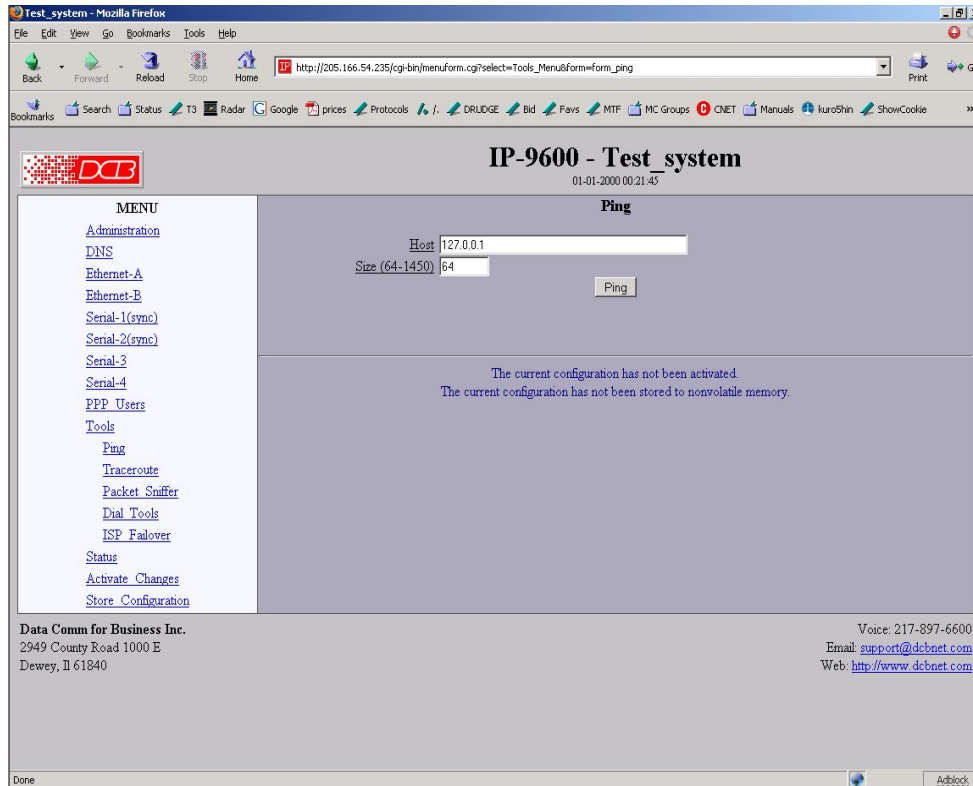 Test_system - Mozilla Firefox
File Edit View Go Bookmarks Tools Help
Back Forward Reload Stop Home IP http://205.166.54.235/cgi-bin/menuform.cgi?select=Tools_Menu&form=form_ping Print G
Bookmarks Search Status T3 Radar G Google prices Protocols /. DRUDGE Bid Favs MTF MC Groups C CNET Manuals kuro5hin ShowCookie »
DCB
IP-9600 - Test_system
01-01-2000 00:21:45
MENU
Administration
DNS
Ethernet-A
Ethernet-B
Serial-1(sync)
Serial-2(sync)
Serial-3
Serial-4
PPP Users
Tools
Ping
Traceroute
Packet Sniffer
Dial Tools
ISP Failover
Status
Activate Changes
Store Configuration
Ping
Host 127.0.0.1
Size (64-1450) 64
Ping
The current configuration has not been activated.
The current configuration has not been stored to nonvolatile memory.
Data Comm for Business Inc.
2949 County Road 1000 E
Dewey, Il 61840
Voice: 217-897-6600
Email: support@dcbnet.com
Web: http://www.dcbnet.com
Done Adblock